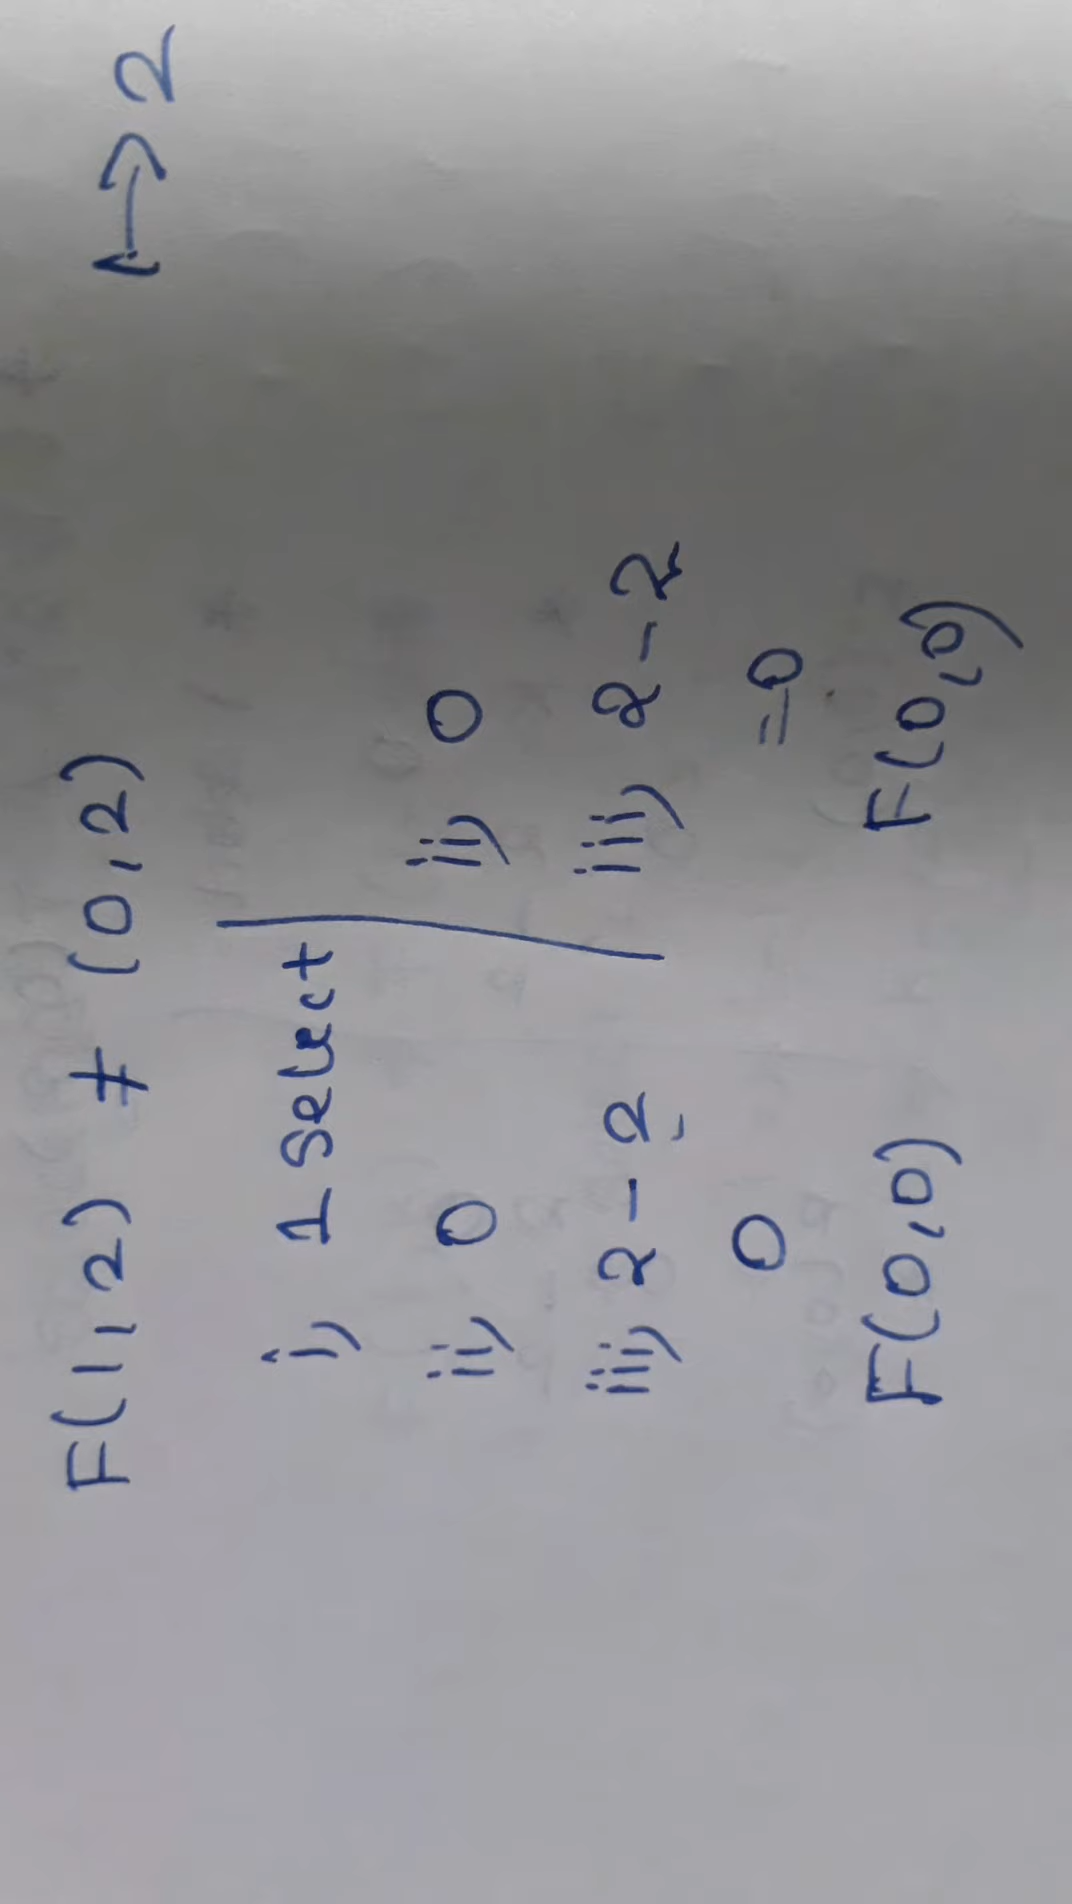 F(1,2) ≠ (0,2) ↔ 2
i) 1 select
ii) 0 ii) 0
iii) 2-2 iii) 2-2
0 =0
F(0,0) F(0,0)